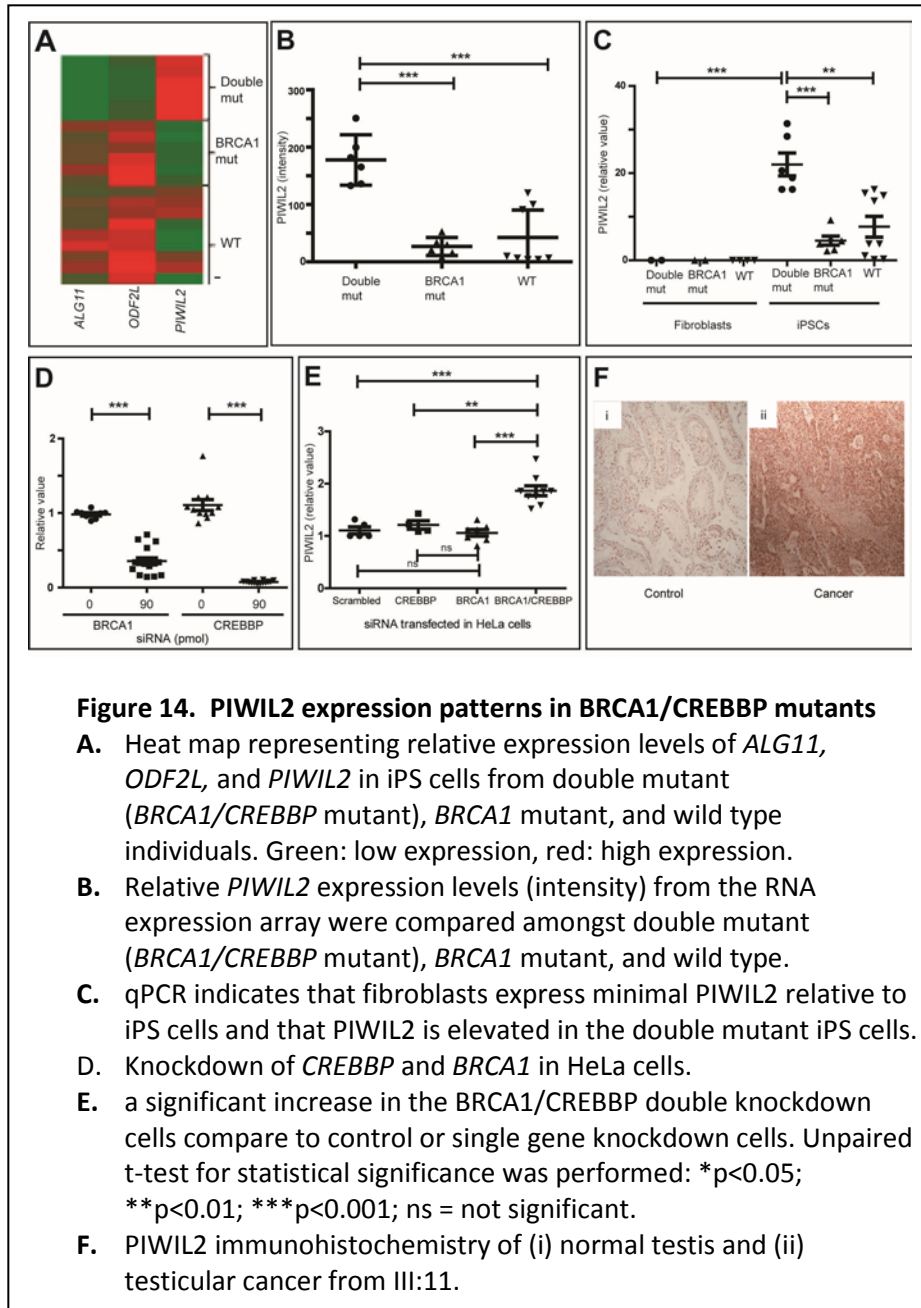 A
Double
mut
BRCA1
mut
WT
ALG11
ODF2L
PIWIL2
B
***
***
PIWIL2 (intensity)
300
200
100
0
Double
mut
BRCA1
mut
WT
C
***
**
***
PIWIL2 (relative value)
40
20
0
Double
mut
BRCA1
mut
WT
Double
mut
BRCA1
mut
WT
Fibroblasts
iPSCs
D
***
***
Relative value
2
1
0
0
90
0
90
BRCA1
CREBBP
siRNA (pmol)
E
***
**
***
PIWIL2 (relative value)
3
2
1
0
ns
ns
Scrambled
CREBBP
BRCA1
BRCA1/CREBBP
siRNA transfected in HeLa cells
F
i
ii
Control
Cancer
Figure 14. PIWIL2 expression patterns in BRCA1/CREBBP mutants
A. Heat map representing relative expression levels of ALG11,
ODF2L, and PIWIL2 in iPS cells from double mutant
(BRCA1/CREBBP mutant), BRCA1 mutant, and wild type
individuals. Green: low expression, red: high expression.
B. Relative PIWIL2 expression levels (intensity) from the RNA
expression array were compared amongst double mutant
(BRCA1/CREBBP mutant), BRCA1 mutant, and wild type.
C. qPCR indicates that fibroblasts express minimal PIWIL2 relative to
iPS cells and that PIWIL2 is elevated in the double mutant iPS cells.
D. Knockdown of CREBBP and BRCA1 in HeLa cells.
E. a significant increase in the BRCA1/CREBBP double knockdown
cells compare to control or single gene knockdown cells. Unpaired
t-test for statistical significance was performed: *p<0.05;
**p<0.01; ***p<0.001; ns = not significant.
F. PIWIL2 immunohistochemistry of (i) normal testis and (ii)
testicular cancer from III:11.